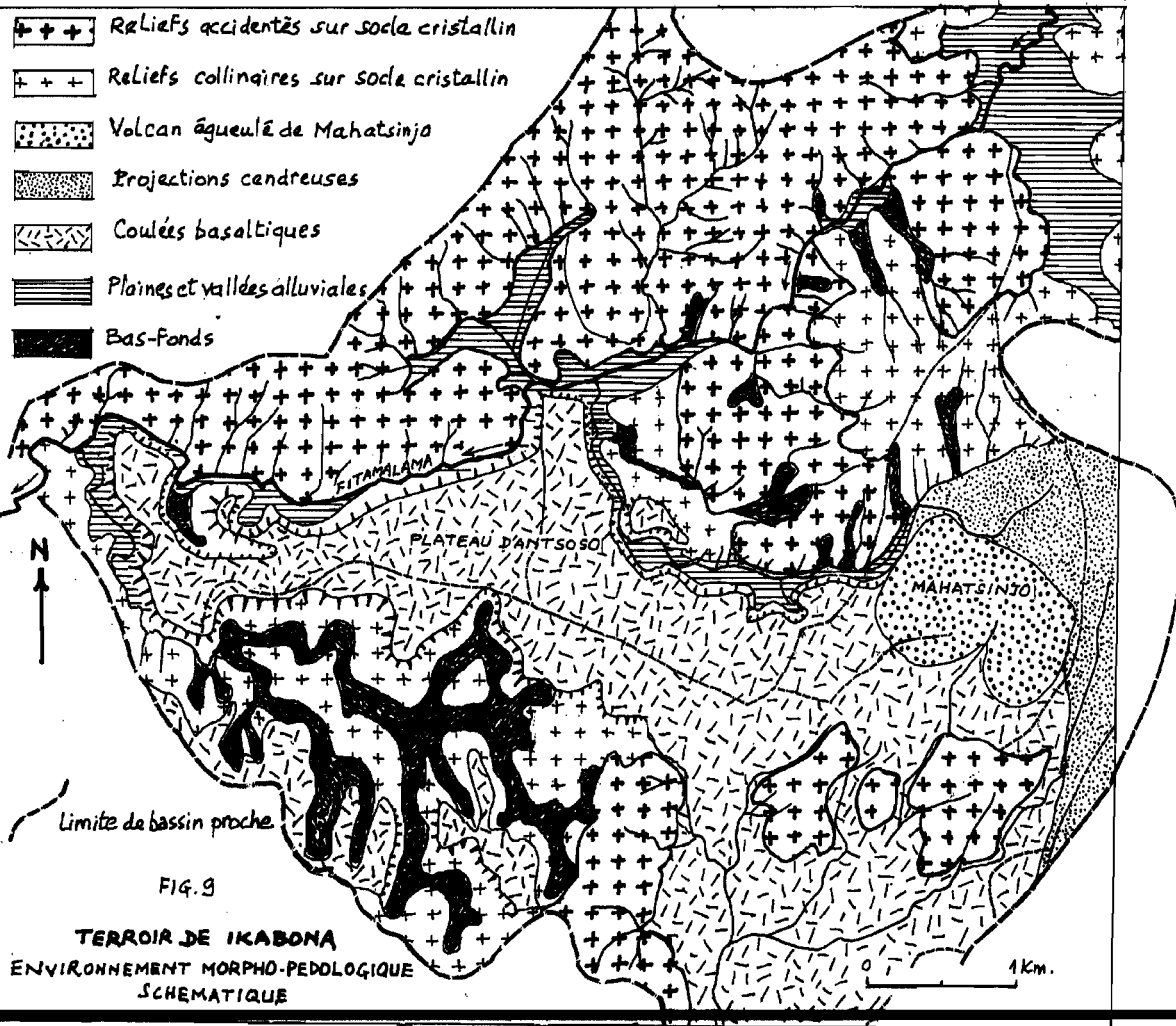 Reliefs accidentés sur socle cristallin
Reliefs collinaires sur socle cristallin
Volcan égueulé de Mahatsinjo
Projections cendreuses
Coulées basaltiques
Plaines et vallées alluviales
Bas-Fonds
FITAMALAMA
PLATEAU D'ANTSOSO
MAHATSINJO
N
Limite de bassin proche
FIG.9
TERROIR DE IKABONA
ENVIRONNEMENT MORPHO-PEDOLOGIQUE
SCHEMATIQUE
0 1 Km.